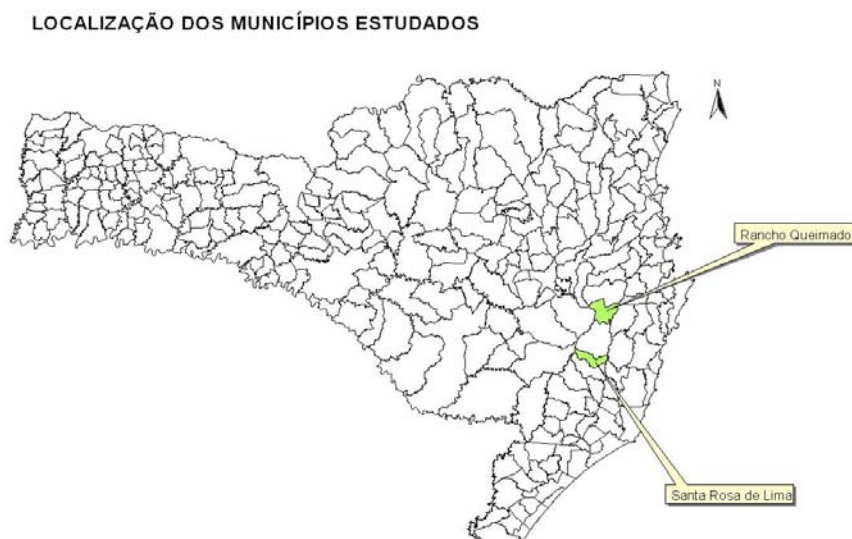 LOCALIZAÇÃO DOS MUNICÍPIOS ESTUDADOS
N
Rancho Queimado
Santa Rosa de Lima